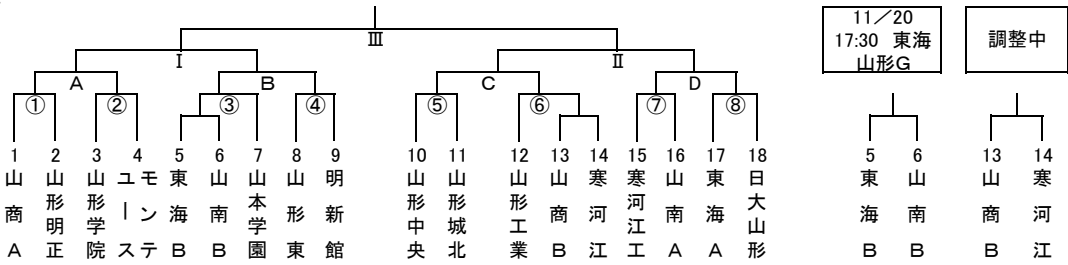 Ⅲ
Ⅰ
Ⅱ
A
B
C
D
①
②
③
④
⑤
⑥
⑦
⑧
1
2
3
4
5
6
7
8
9
10
11
12
13
14
15
16
17
18
山商A
山形明正
山形学院
モンテ
ユース
東海B
山南B
山本学園
山形東
明新館
山形中央
山形城北
山形工業
山商B
寒河江
寒河江工
山南A
東海A
日大山形
11／20
17:30 東海
山形G
5
6
東海B
山南B
調整中
13
14
山商B
寒河江